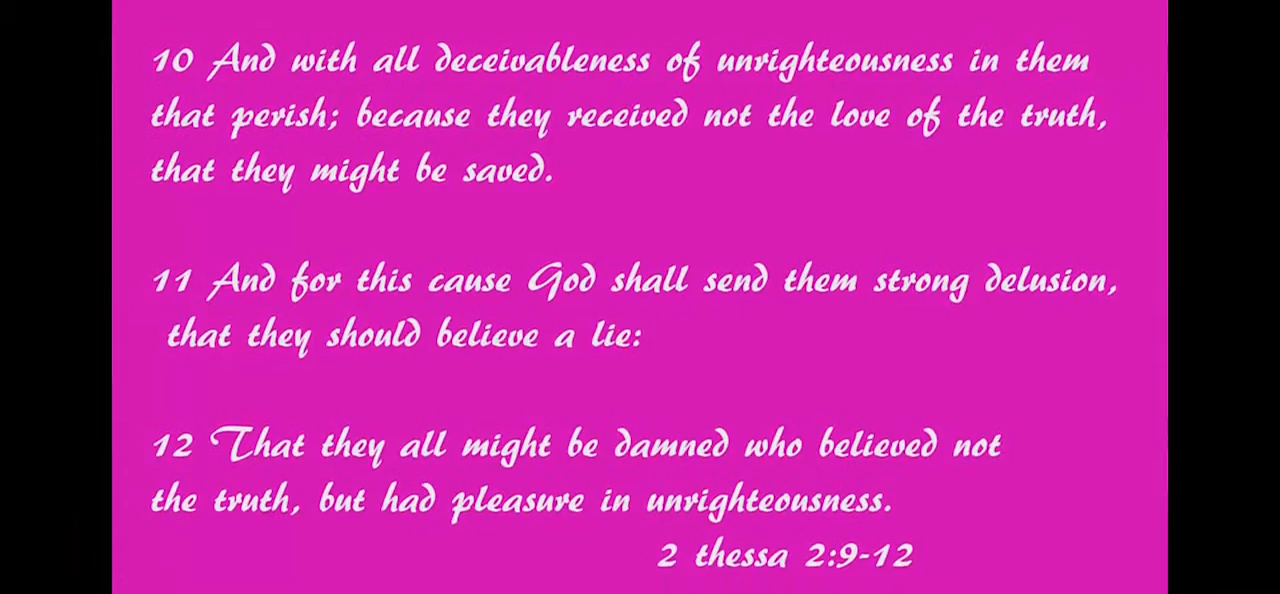 10 And with all deceivableness of unrighteousness in them
that perish; because they received not the love of the truth,
that they might be saved.
11 And for this cause God shall send them strong delusion,
that they should believe a lie:
12 That they all might be damned who believed not
the truth, but had pleasure in unrighteousness.
2 thessa 2:9-12